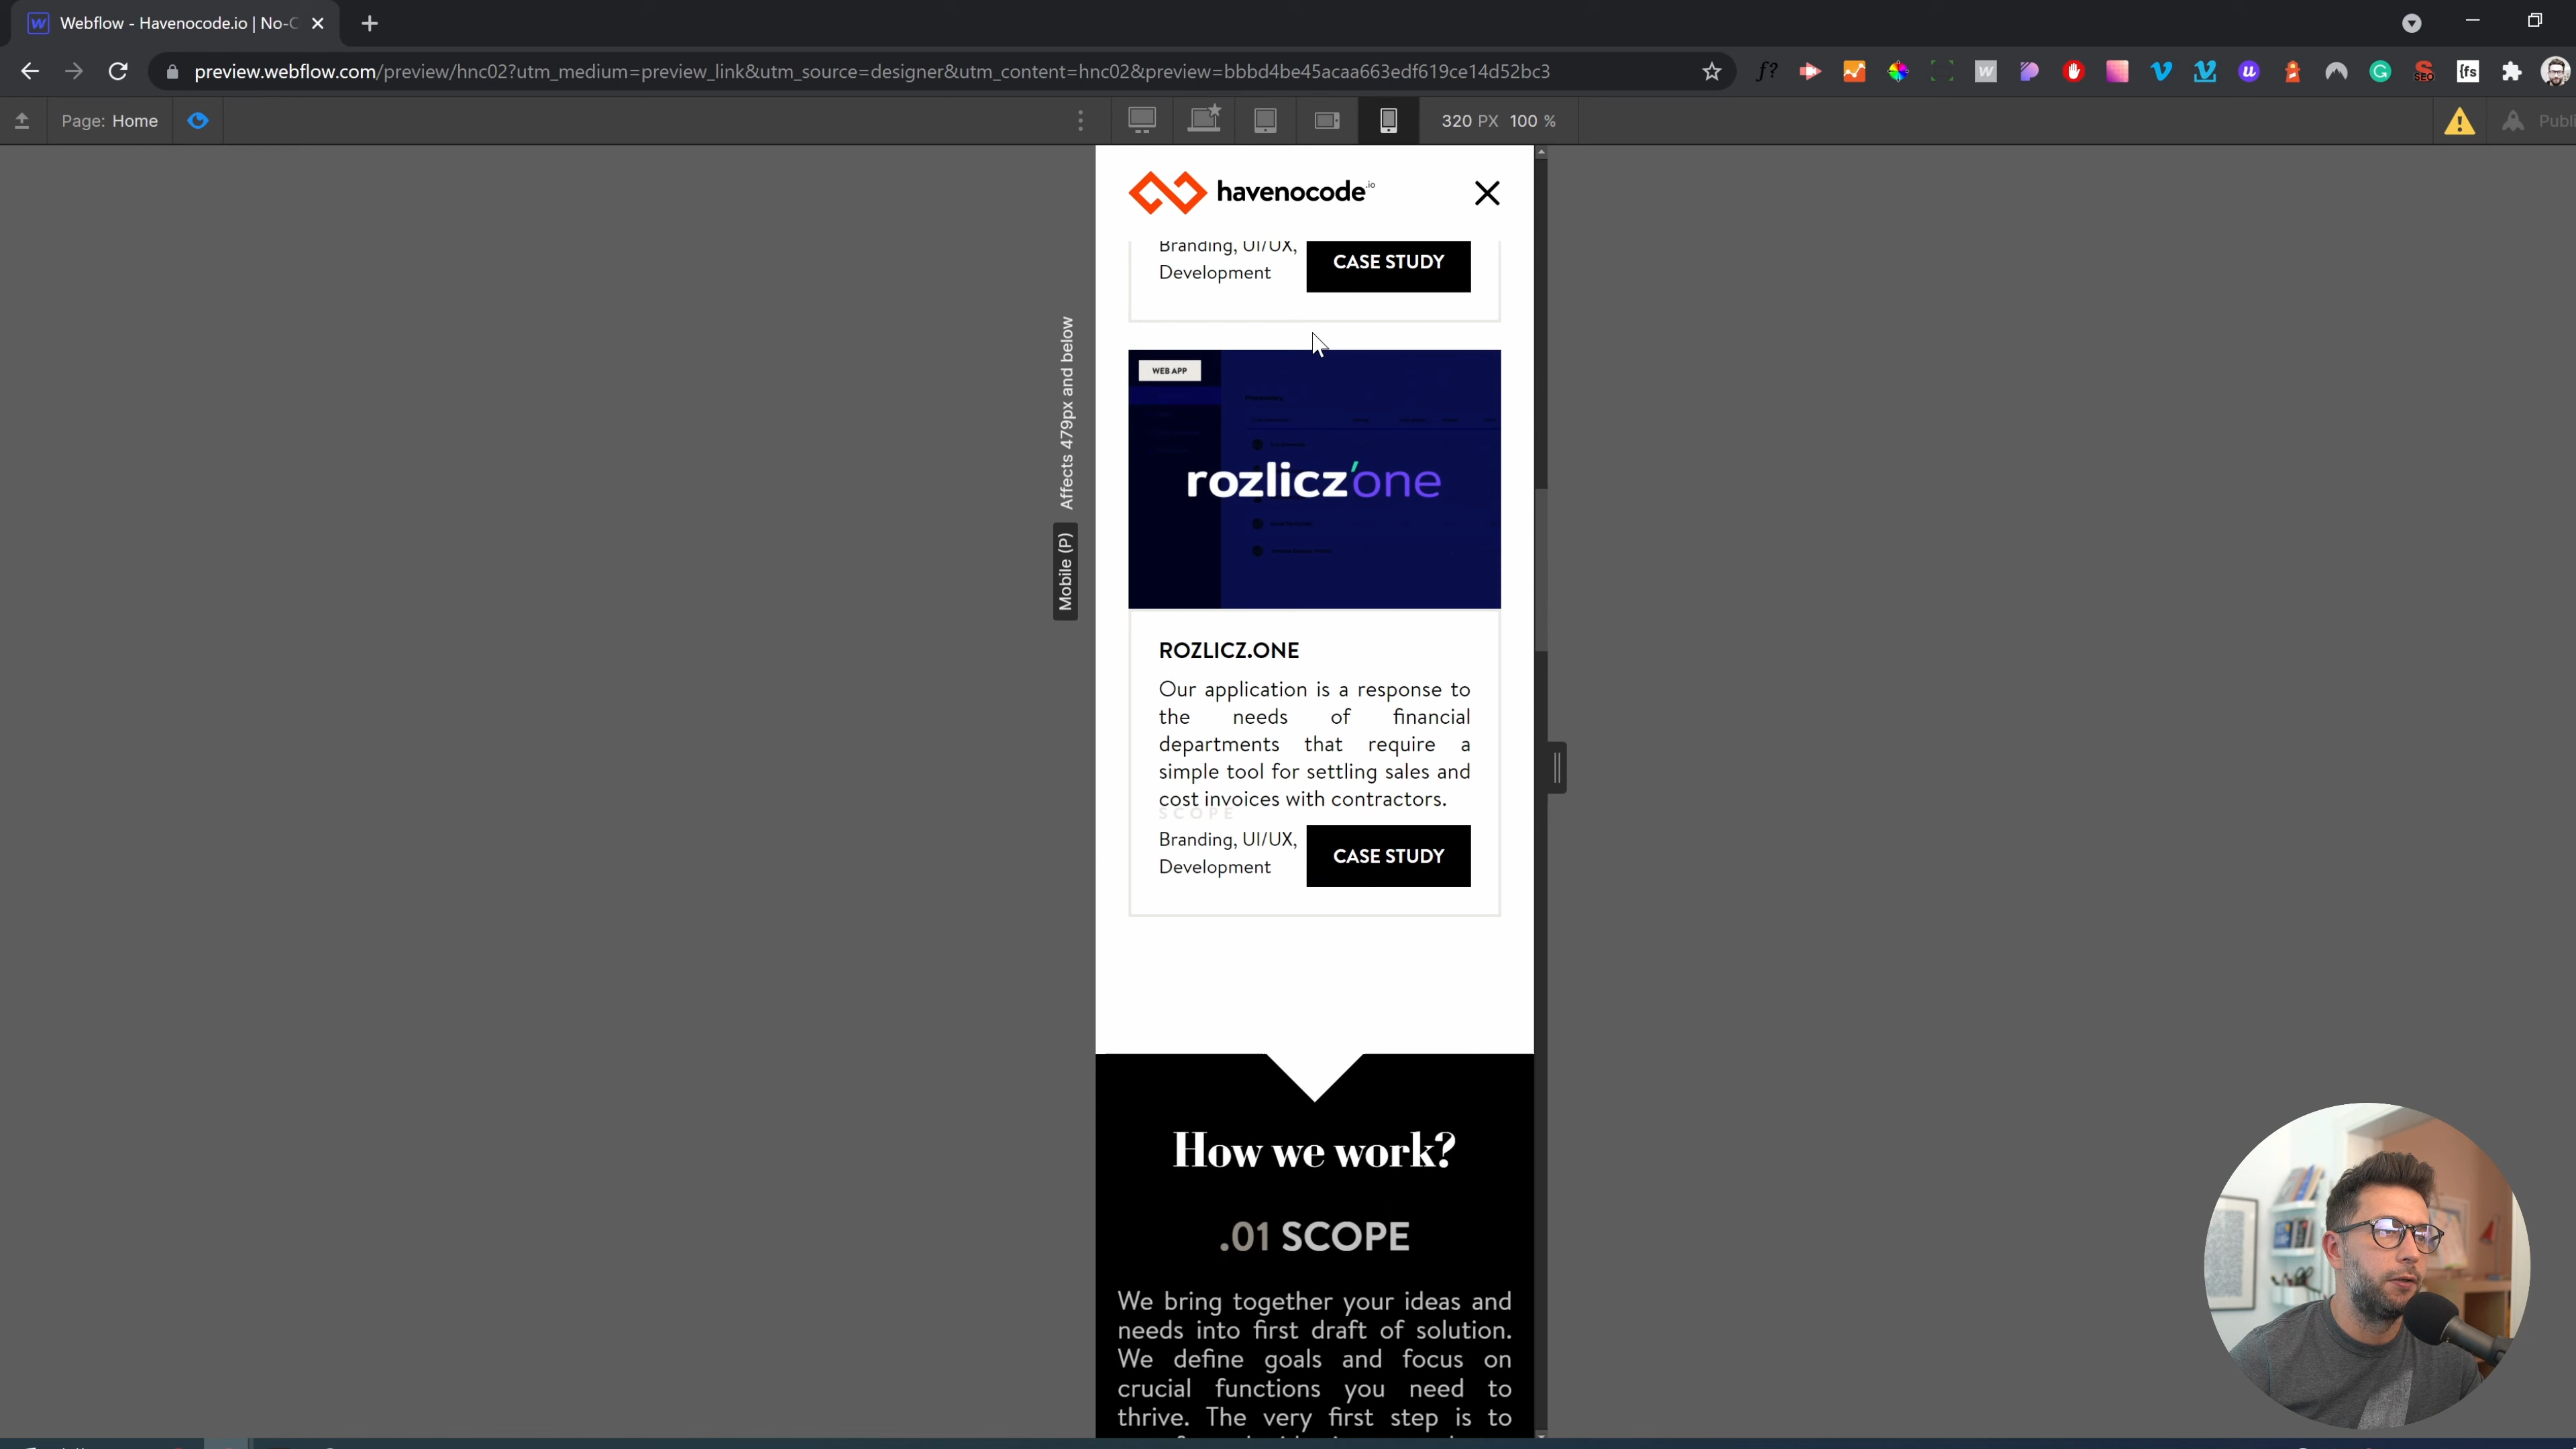 Webflow - Havenocode.io | No-C
preview.webflow.com/preview/hnc02?utm_medium=preview_link&utm_source=designer&utm_content=hnc02&preview=bbbd4be45acaa663edf619ce14d52bc3
Page: Home
320 PX 100 %
Publi
havenocode.io
Branding, UI/UX,
Development
CASE STUDY
Affects 479px and below
Mobile (P)
WEB APP
rozlicz'one
ROZLICZ.ONE
Our application is a response to
the needs of financial
departments that require a
simple tool for settling sales and
cost invoices with contractors.
SCOPE
Branding, UI/UX,
Development
CASE STUDY
How we work?
.01 SCOPE
We bring together your ideas and
needs into first draft of solution.
We define goals and focus on
crucial functions you need to
thrive. The very first step is to